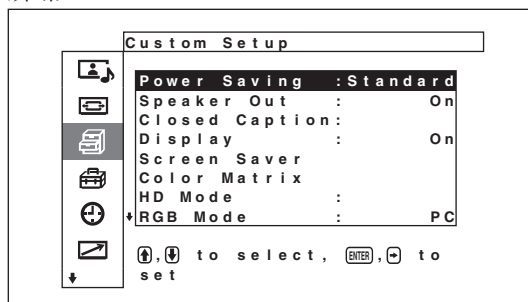 Custom Setup
Power Saving :Standard
Speaker Out : On
Closed Caption:
Display : On
Screen Saver
Color Matrix
HD Mode :
RGB Mode : PC
, to select, ENTER , to
set